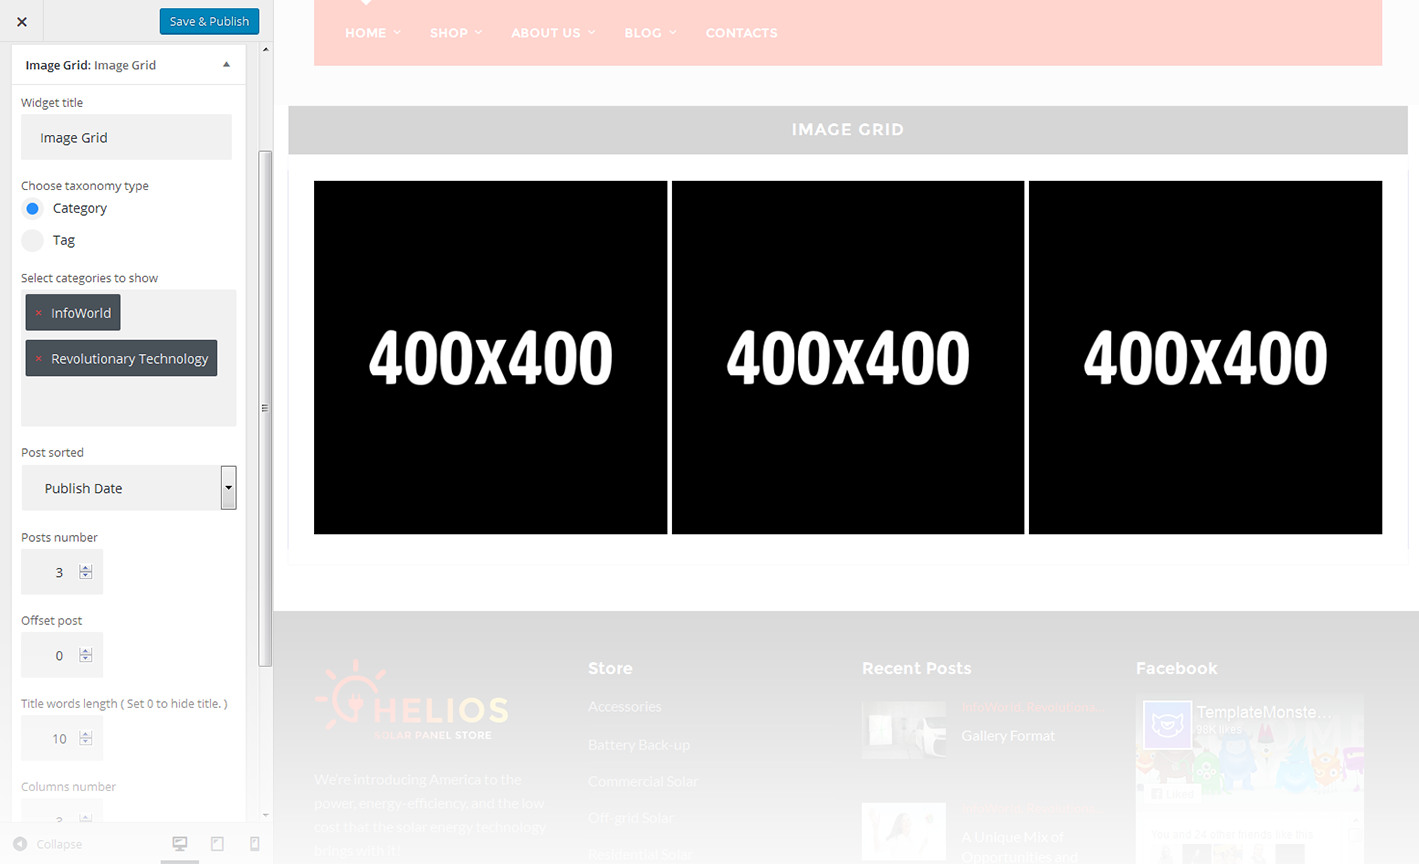 Save & Publish
Image Grid: Image Grid
Widget title
Image Grid
Choose taxonomy type
Category
Tag
Select categories to show
× InfoWorld
× Revolutionary Technology
Post sorted
Publish Date
Posts number
3
Offset post
0
Title words length ( Set 0 to hide title. )
10
Columns number
3
Collapse
HOME SHOP ABOUT US BLOG CONTACTS
IMAGE GRID
400x400 400x400 400x400
HELIOS
SOLAR PANEL STORE
We're introducing America to the
power, energy-efficiency, and the low
cost that the solar energy technology
brings with it!
Store
Accessories
Battery Back-up
Commercial Solar
Off-grid Solar
Residential Solar
Recent Posts
InfoWorld, Revolutiona...
Gallery Format
A Unique Mix of
Opportunities and
Facebook
TemplateMonste...
98K likes
Liked
You and 24 other friends like this